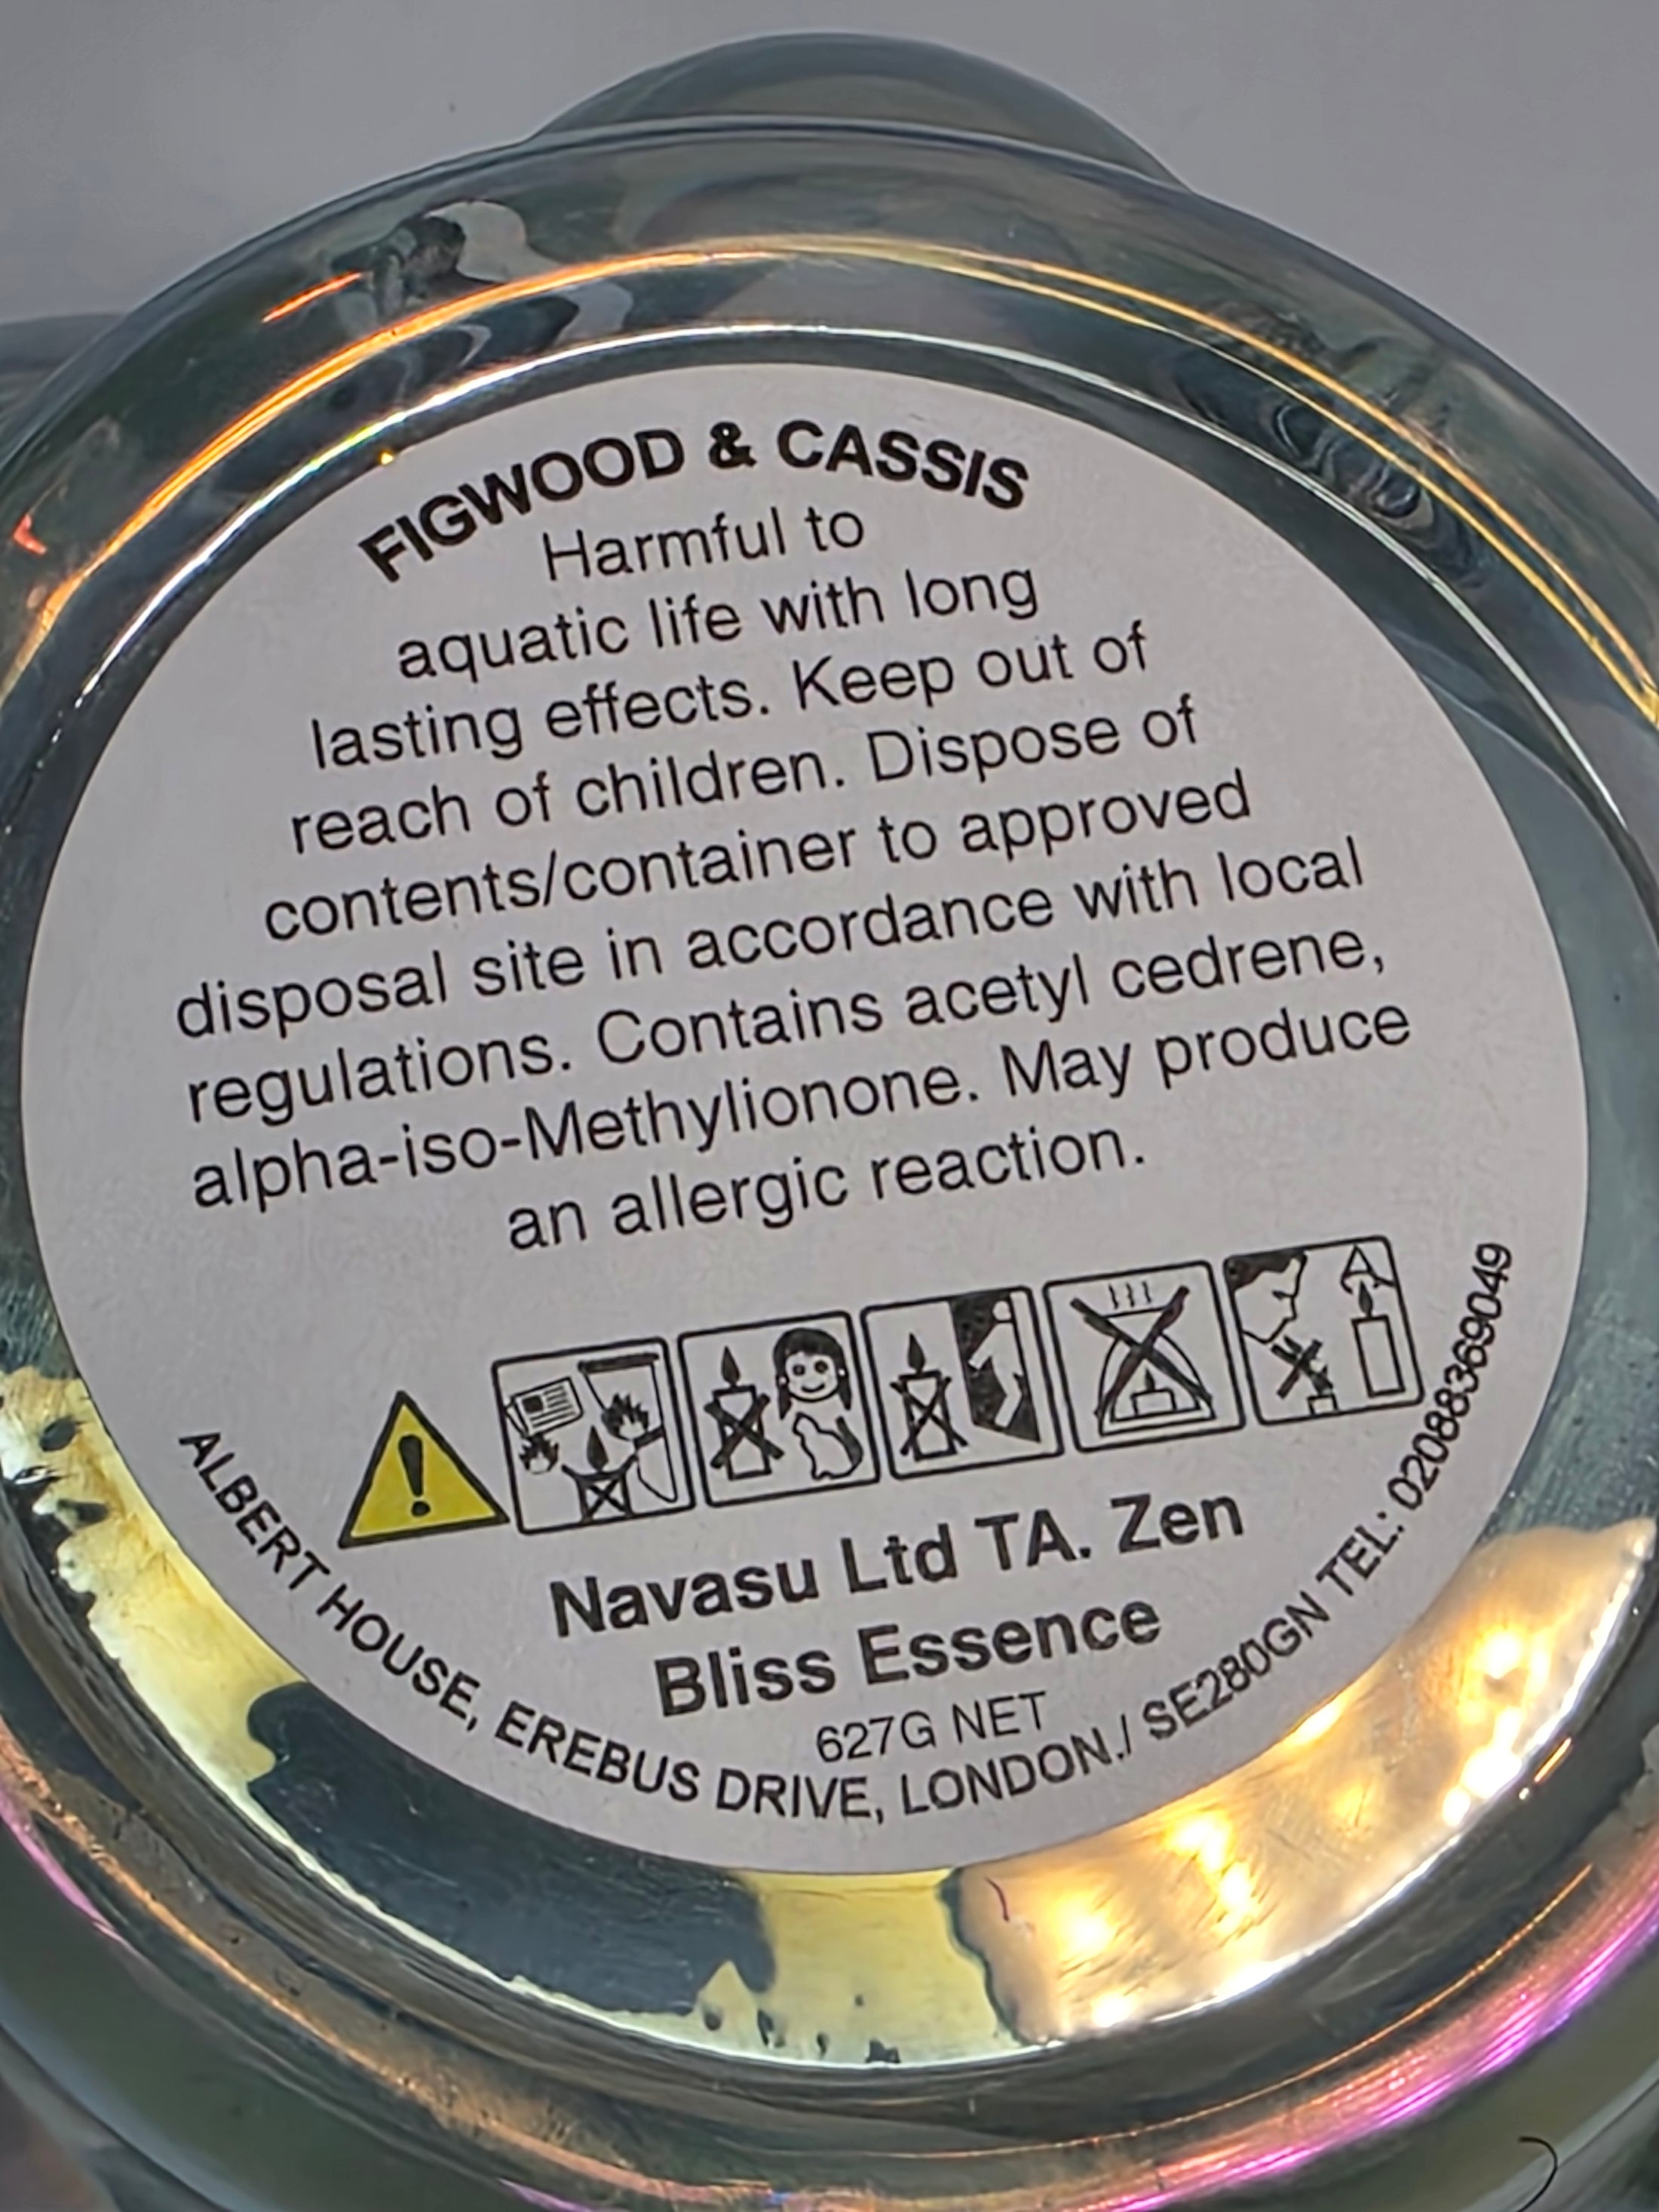 FIGWOOD & CASSIS
Harmful to
aquatic life with long
lasting effects. Keep out of
reach of children. Dispose of
contents/container to approved
disposal site in accordance with local
regulations. Contains acetyl cedrene,
alpha-iso-Methylionone. May produce
an allergic reaction.
Navasu Ltd TA. Zen
Bliss Essence
627G NET
ALBERT HOUSE, EREBUS DRIVE, LONDON./ SE280GN TEL: 02088369049